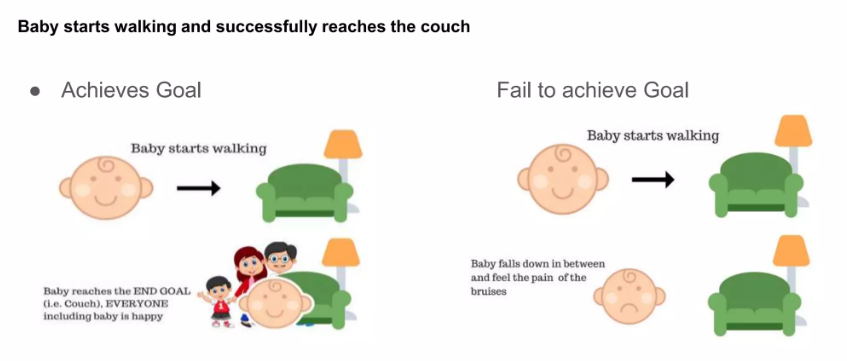 Baby starts walking and successfully reaches the couch
● Achieves Goal
Baby starts walking
Baby reaches the END GOAL
(i.e. Couch), EVERYONE
including baby is happy
Fail to achieve Goal
Baby starts walking
Baby falls down in between
and feel the pain of the
bruises